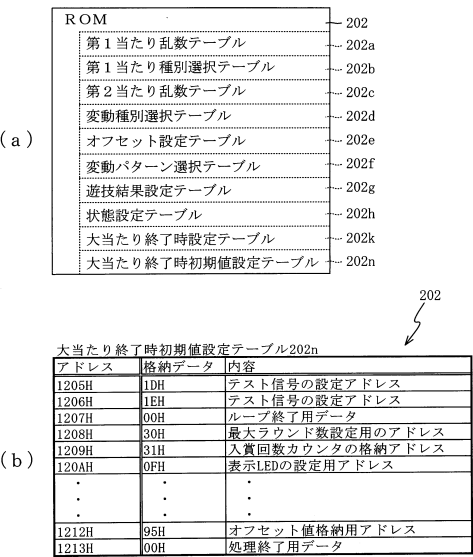 ROM 202
第1当たり乱数テーブル 202a
第1当たり種別選択テーブル 202b
第2当たり乱数テーブル 202c
変動種別選択テーブル 202d
(a) オフセット設定テーブル 202e
変動パターン選択テーブル 202f
遊技結果設定テーブル 202g
状態設定テーブル 202h
大当たり終了時設定テーブル 202k
大当たり終了時初期値設定テーブル 202n
202
大当たり終了時初期値設定テーブル202n
アドレス 格納データ 内容
1205H 1DH テスト信号の設定アドレス
1206H 1EH テスト信号の設定アドレス
1207H 00H ループ終了用データ
1208H 30H 最大ラウンド数設定用のアドレス
1209H 31H 入賞回数カウンタの格納アドレス
(b) 120AH 0FH 表示LEDの設定用アドレス
・ ・ ・
・ ・ ・
・ ・ ・
1212H 95H オフセット値格納用アドレス
1213H 00H 処理終了用データ